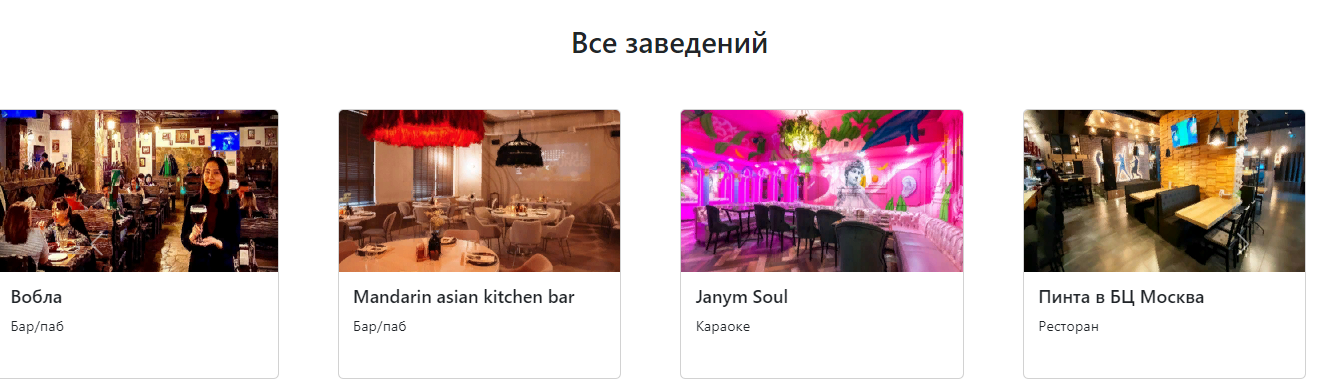 Все заведений
Вобла
Бар/паб
Mandarin asian kitchen bar
Бар/паб
Janym Soul
Караоке
Пинта в БЦ Москва
Ресторан